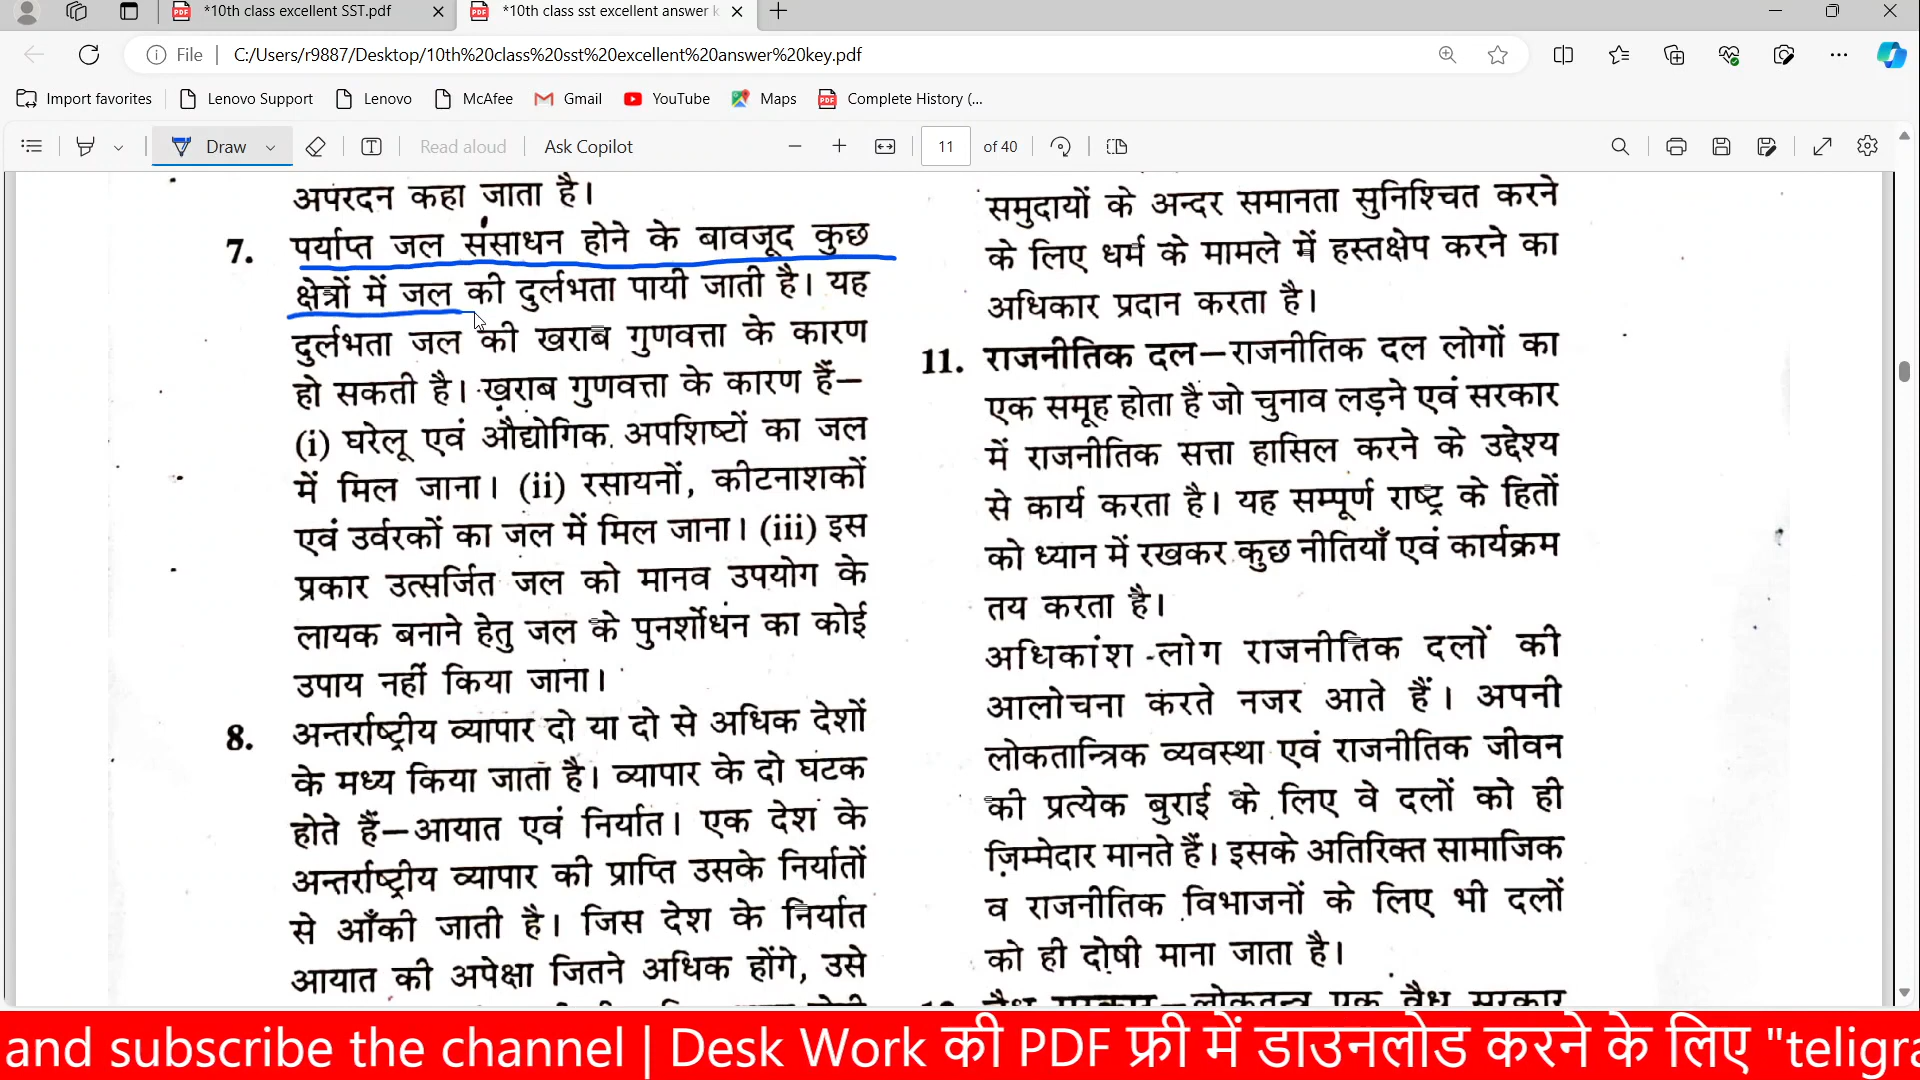 *10th class excellent SST.pdf
*10th class sst excellent answer k
File
C:/Users/r9887/Desktop/10th%20class%20sst%20excellent%20answer%20key.pdf
Import favorites
Lenovo Support
Lenovo
McAfee
Gmail
YouTube
Maps
Complete History (...
Draw
Read aloud
Ask Copilot
11
of 40
अपरदन कहा जाता है।
7. पर्याप्त जल संसाधन होने के बावजूद कुछ
क्षेत्रों में जल की दुर्लभता पायी जाती है। यह
दुर्लभता जल की खराब गुणवत्ता के कारण
हो सकती है। खराब गुणवत्ता के कारण हैं—
(i) घरेलू एवं औद्योगिक अपशिष्टों का जल
में मिल जाना। (ii) रसायनों, कीटनाशकों
एवं उर्वरकों का जल में मिल जाना। (iii) इस
प्रकार उत्सर्जित जल को मानव उपयोग के
लायक बनाने हेतु जल के पुनर्शोधन का कोई
उपाय नहीं किया जाना।
8. अन्तर्राष्ट्रीय व्यापार दो या दो से अधिक देशों
के मध्य किया जाता है। व्यापार के दो घटक
होते हैं—आयात एवं निर्यात। एक देश के
अन्तर्राष्ट्रीय व्यापार की प्राप्ति उसके निर्यातों
से आँकी जाती है। जिस देश के निर्यात
आयात की अपेक्षा जितने अधिक होंगे, उसे
समुदायों के अन्दर समानता सुनिश्चित करने
के लिए धर्म के मामले में हस्तक्षेप करने का
अधिकार प्रदान करता है।
11. राजनीतिक दल—राजनीतिक दल लोगों का
एक समूह होता है जो चुनाव लड़ने एवं सरकार
में राजनीतिक सत्ता हासिल करने के उद्देश्य
से कार्य करता है। यह सम्पूर्ण राष्ट्र के हितों
को ध्यान में रखकर कुछ नीतियाँ एवं कार्यक्रम
तय करता है।
अधिकांश लोग राजनीतिक दलों की
आलोचना करते नजर आते हैं। अपनी
लोकतान्त्रिक व्यवस्था एवं राजनीतिक जीवन
की प्रत्येक बुराई के लिए वे दलों को ही
ज़िम्मेदार मानते हैं। इसके अतिरिक्त सामाजिक
व राजनीतिक विभाजनों के लिए भी दलों
को ही दोषी माना जाता है।
वैध सरकार—लोकतन्त्र एक वैध सरकार
and subscribe the channel | Desk Work की PDF फ्री में डाउनलोड करने के लिए "teligra